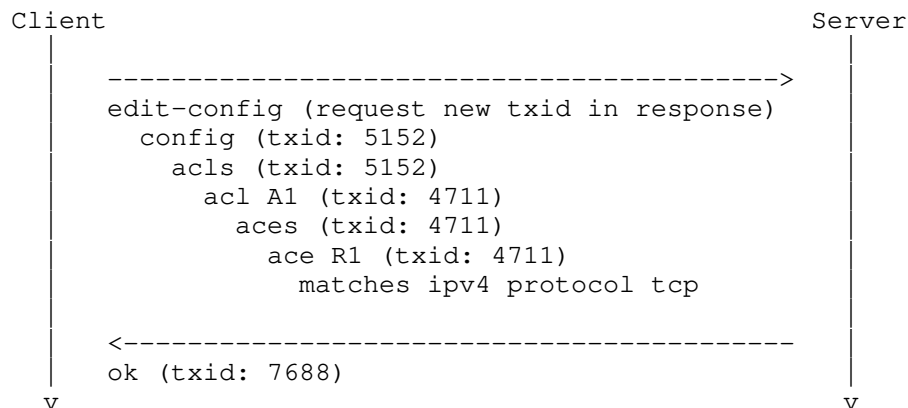 Client Server
----------------------------------------->
edit-config (request new txid in response)
config (txid: 5152)
acls (txid: 5152)
acl A1 (txid: 4711)
aces (txid: 4711)
ace R1 (txid: 4711)
matches ipv4 protocol tcp
<-----------------------------------------
ok (txid: 7688)
v v